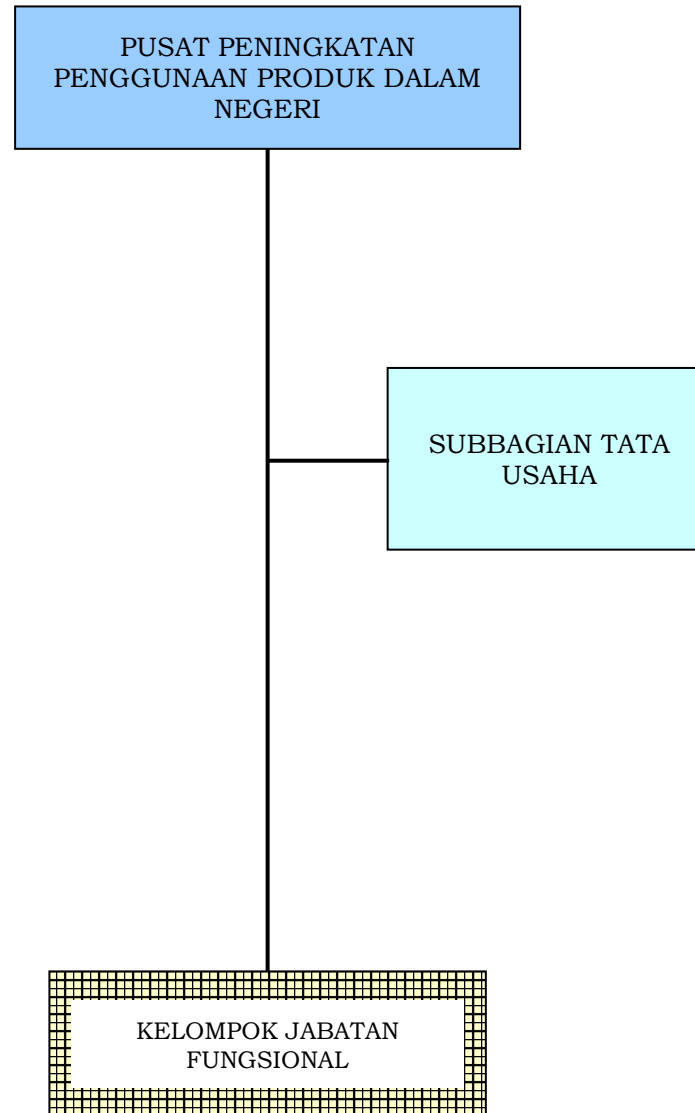 PUSAT PENINGKATAN
PENGGUNAAN PRODUK DALAM
NEGERI
SUBBAGIAN TATA
USAHA
KELOMPOK JABATAN
FUNGSIONAL